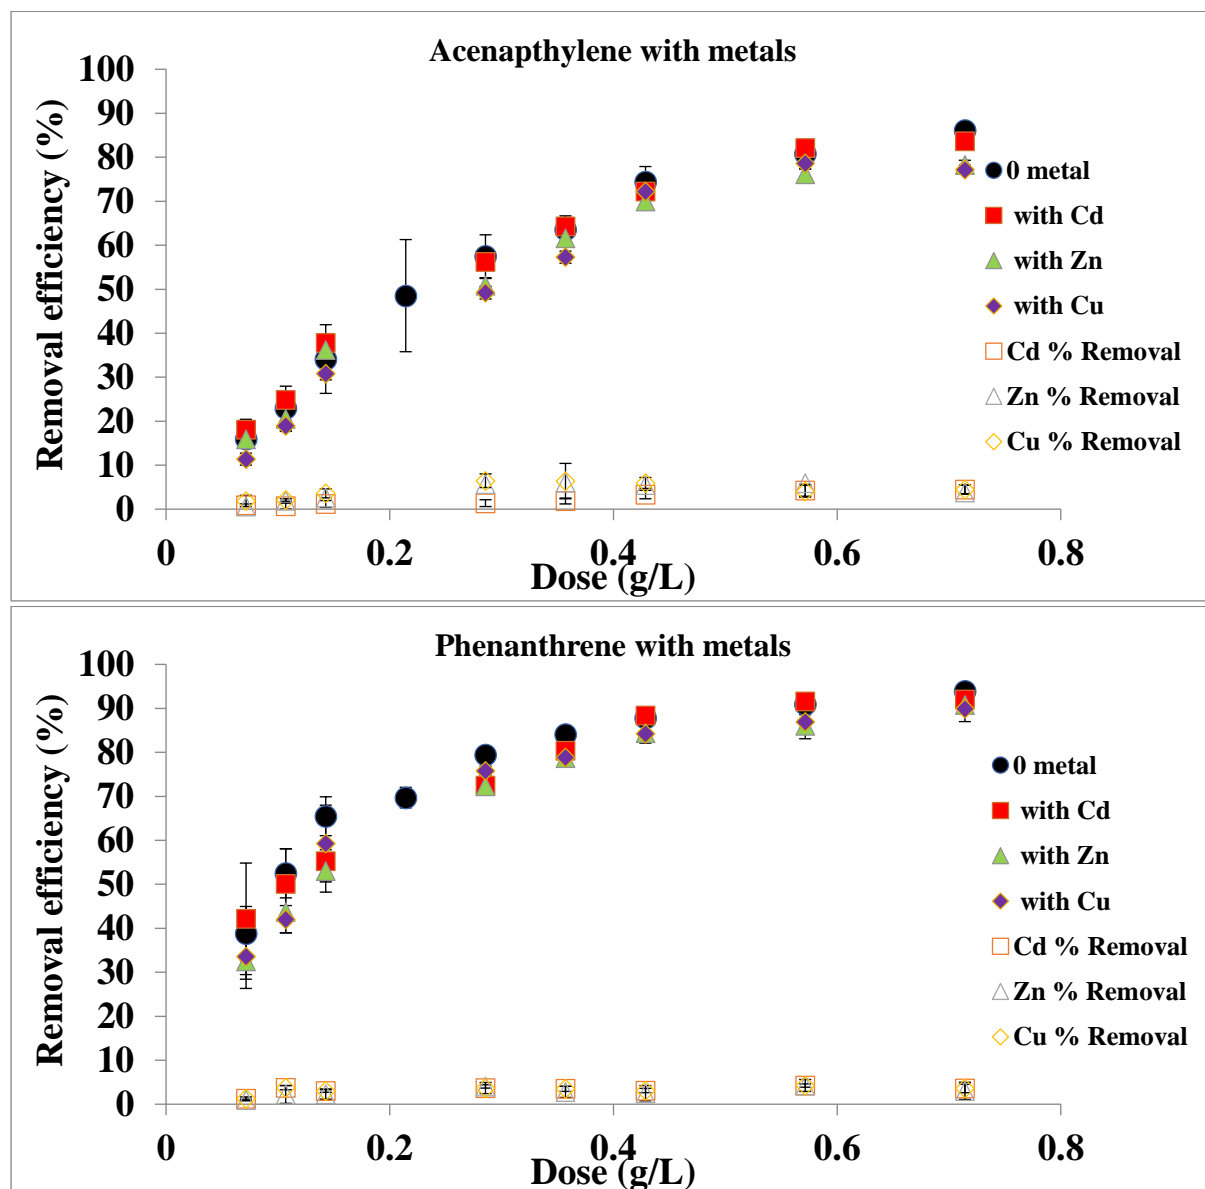 Acenapthylene with metals
Removal efficiency (%)
100
90
80
70
60
50
40
30
20
10
0
0 0.2 0.4 0.6 0.8
Dose (g/L)
0 metal
with Cd
with Zn
with Cu
Cd % Removal
Zn % Removal
Cu % Removal
Phenanthrene with metals
Removal efficiency (%)
100
90
80
70
60
50
40
30
20
10
0
0 0.2 0.4 0.6 0.8
Dose (g/L)
0 metal
with Cd
with Zn
with Cu
Cd % Removal
Zn % Removal
Cu % Removal